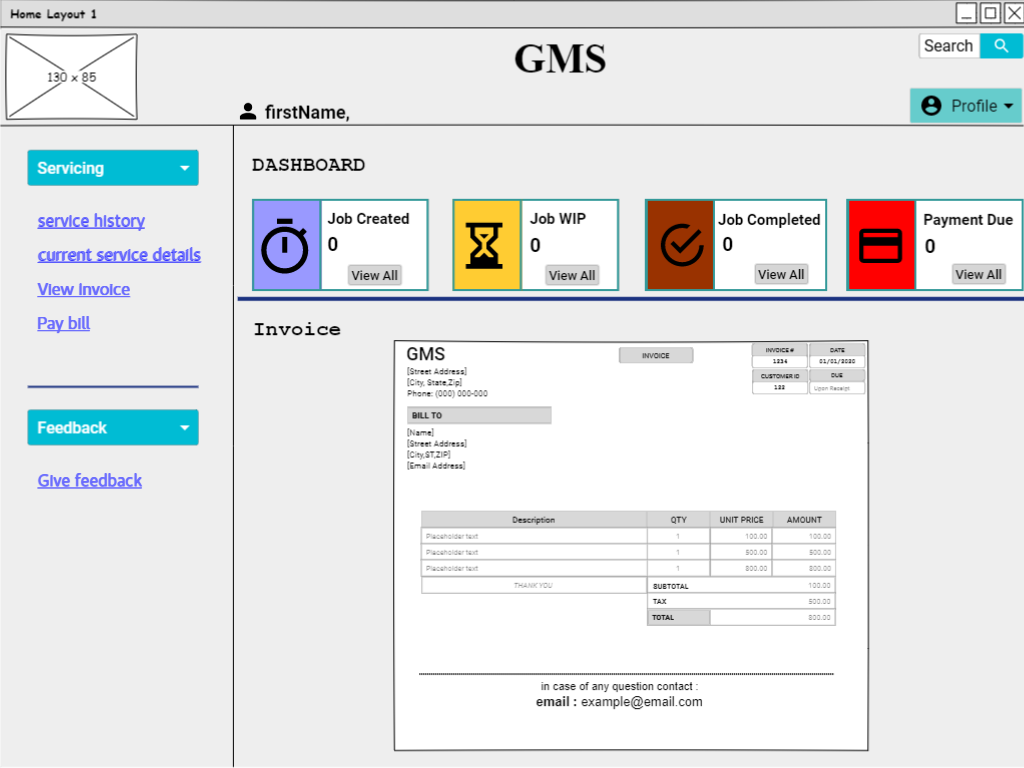 Home Layout 1
130 x 85
GMS
Search
firstName,
Profile
Servicing
service history
current service details
View Invoice
Pay bill
Feedback
Give feedback
DASHBOARD
Job Created
0
View All
Job WIP
0
View All
Job Completed
0
View All
Payment Due
0
View All
Invoice
GMS
[Street Address]
[City, State,Zip]
Phone: (000) 000-000
INVOICE
INVOICE # DATE
1234 01/01/2020
CUSTOMER ID DUE
123 Upon Receipt
BILL TO
[Name]
[Street Address]
[City,ST,ZIP]
[Email Address]
Description QTY UNIT PRICE AMOUNT
Placeholder text 1 100.00 100.00
Placeholder text 1 500.00 500.00
Placeholder text 1 800.00 800.00
THANK YOU SUBTOTAL 100.00
TAX 500.00
TOTAL 800.00
in case of any question contact :
email : example@email.com